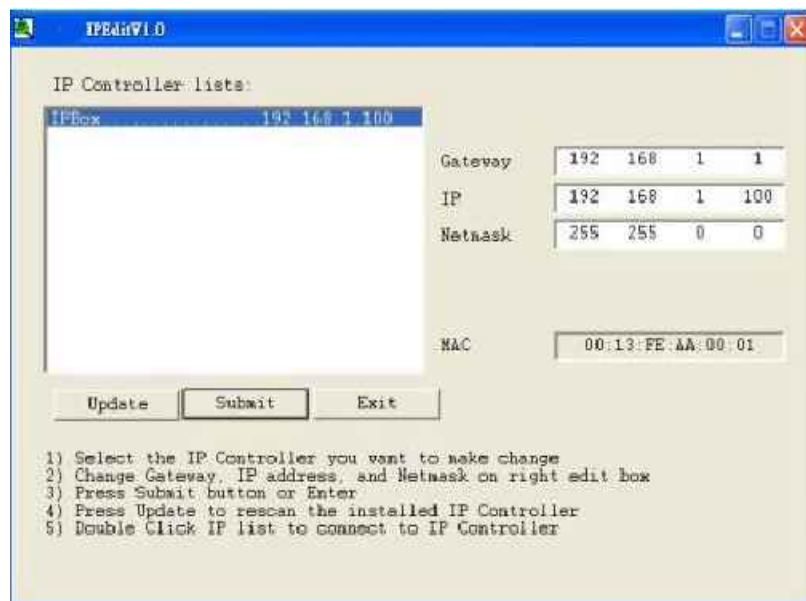 IPEditV1.0
IP Controller lists:
IPBox ................ 192 168 1 100
Gateway 192 168 1 1
IP 192 168 1 100
Netmask 255 255 0 0
MAC 00:13:FE:AA:00:01
Update Submit Exit
1) Select the IP Controller you want to make change
2) Change Gateway, IP address, and Netmask on right edit box
3) Press Submit button or Enter
4) Press Update to rescan the installed IP Controller
5) Double Click IP list to connect to IP Controller